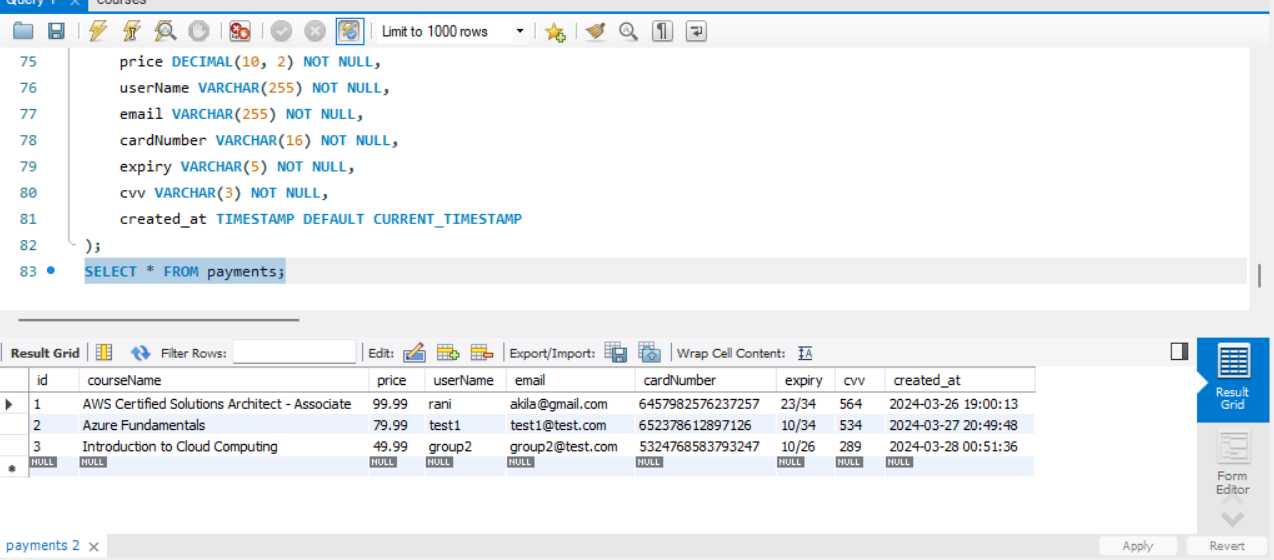 Query 1 courses
Limit to 1000 rows
75 price DECIMAL(10, 2) NOT NULL,
76 userName VARCHAR(255) NOT NULL,
77 email VARCHAR(255) NOT NULL,
78 cardNumber VARCHAR(16) NOT NULL,
79 expiry VARCHAR(5) NOT NULL,
80 cvv VARCHAR(3) NOT NULL,
81 created_at TIMESTAMP DEFAULT CURRENT_TIMESTAMP
82 );
83 SELECT * FROM payments;
Result Grid Filter Rows: Edit: Export/Import: Wrap Cell Content: IA
id courseName price userName email cardNumber expiry cvv created_at
1 AWS Certified Solutions Architect - Associate 99.99 rani akila@gmail.com 6457982576237257 23/34 564 2024-03-26 19:00:13
2 Azure Fundamentals 79.99 test1 test1@test.com 652378612897126 10/34 534 2024-03-27 20:49:48
3 Introduction to Cloud Computing 49.99 group2 group2@test.com 5324768583793247 10/26 289 2024-03-28 00:51:36
NULL NULL NULL NULL NULL NULL NULL NULL NULL
Result
Grid
Form
Editor
payments 2
Apply Revert